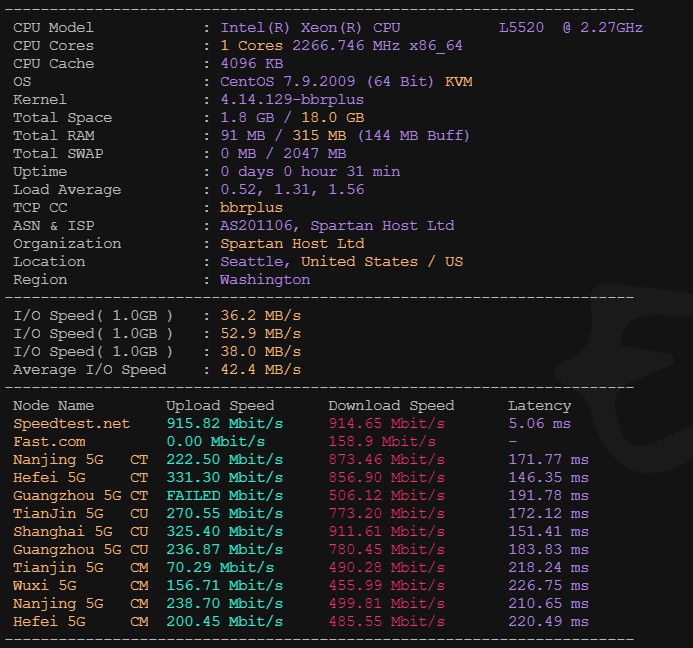 CPU Model : Intel(R) Xeon(R) CPU L5520 @ 2.27GHz
CPU Cores : 1 Cores 2266.746 MHz x86_64
CPU Cache : 4096 KB
OS : CentOS 7.9.2009 (64 Bit) KVM
Kernel : 4.14.129-bbrplus
Total Space : 1.8 GB / 18.0 GB
Total RAM : 91 MB / 315 MB (144 MB Buff)
Total SWAP : 0 MB / 2047 MB
Uptime : 0 days 0 hour 31 min
Load Average : 0.52, 1.31, 1.56
TCP CC : bbrplus
ASN & ISP : AS201106, Spartan Host Ltd
Organization : Spartan Host Ltd
Location : Seattle, United States / US
Region : Washington
I/O Speed( 1.0GB ) : 36.2 MB/s
I/O Speed( 1.0GB ) : 52.9 MB/s
I/O Speed( 1.0GB ) : 38.0 MB/s
Average I/O Speed : 42.4 MB/s
Node Name Upload Speed Download Speed Latency
Speedtest.net 915.82 Mbit/s 914.65 Mbit/s 5.06 ms
Fast.com 0.00 Mbit/s 158.9 Mbit/s -
Nanjing 5G CT 222.50 Mbit/s 873.46 Mbit/s 171.77 ms
Hefei 5G CT 331.30 Mbit/s 856.90 Mbit/s 146.35 ms
Guangzhou 5G CT FAILED Mbit/s 506.12 Mbit/s 191.78 ms
TianJin 5G CU 270.55 Mbit/s 773.20 Mbit/s 172.12 ms
Shanghai 5G CU 325.40 Mbit/s 911.61 Mbit/s 151.41 ms
Guangzhou 5G CU 236.87 Mbit/s 780.45 Mbit/s 183.83 ms
Tianjin 5G CM 70.29 Mbit/s 490.28 Mbit/s 218.24 ms
Wuxi 5G CM 156.71 Mbit/s 455.99 Mbit/s 226.75 ms
Nanjing 5G CM 238.70 Mbit/s 499.81 Mbit/s 210.65 ms
Hefei 5G CM 200.45 Mbit/s 485.55 Mbit/s 220.49 ms